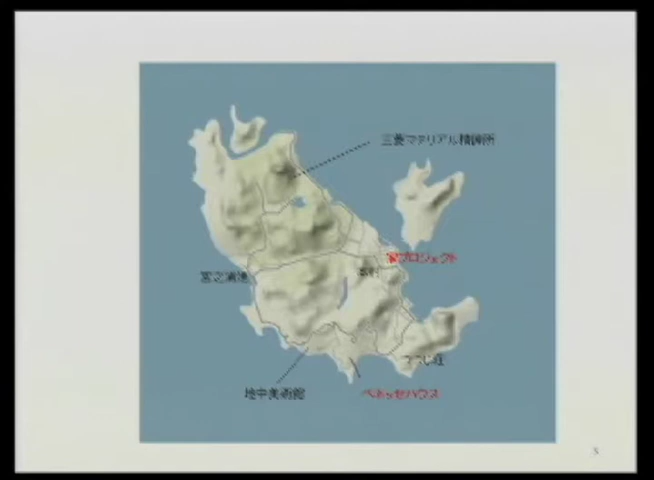 三菱マテリアル精錬所
家プロジェクト
本村
宮之浦港
つつじ荘
地中美術館
ベネッセハウス
5